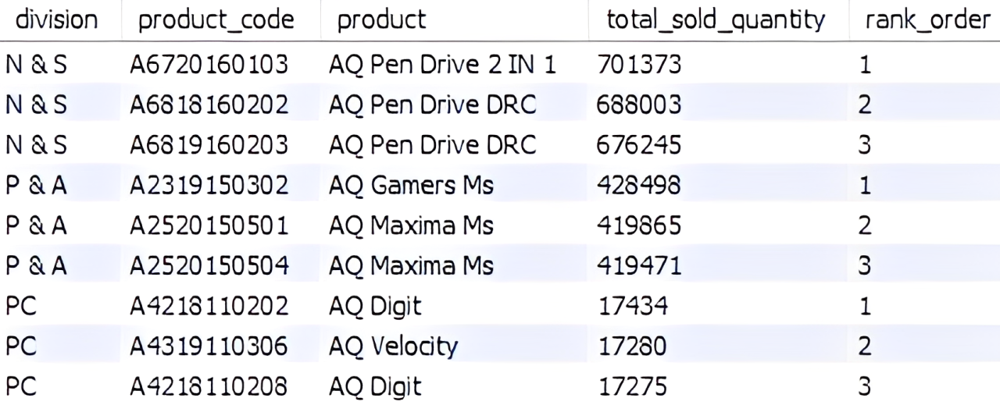 division product_code product total_sold_quantity rank_order
N & S A6720160103 AQ Pen Drive 2 IN 1 701373 1
N & S A6818160202 AQ Pen Drive DRC 688003 2
N & S A6819160203 AQ Pen Drive DRC 676245 3
P & A A2319150302 AQ Gamers Ms 428498 1
P & A A2520150501 AQ Maxima Ms 419865 2
P & A A2520150504 AQ Maxima Ms 419471 3
PC A4218110202 AQ Digit 17434 1
PC A4319110306 AQ Velocity 17280 2
PC A4218110208 AQ Digit 17275 3